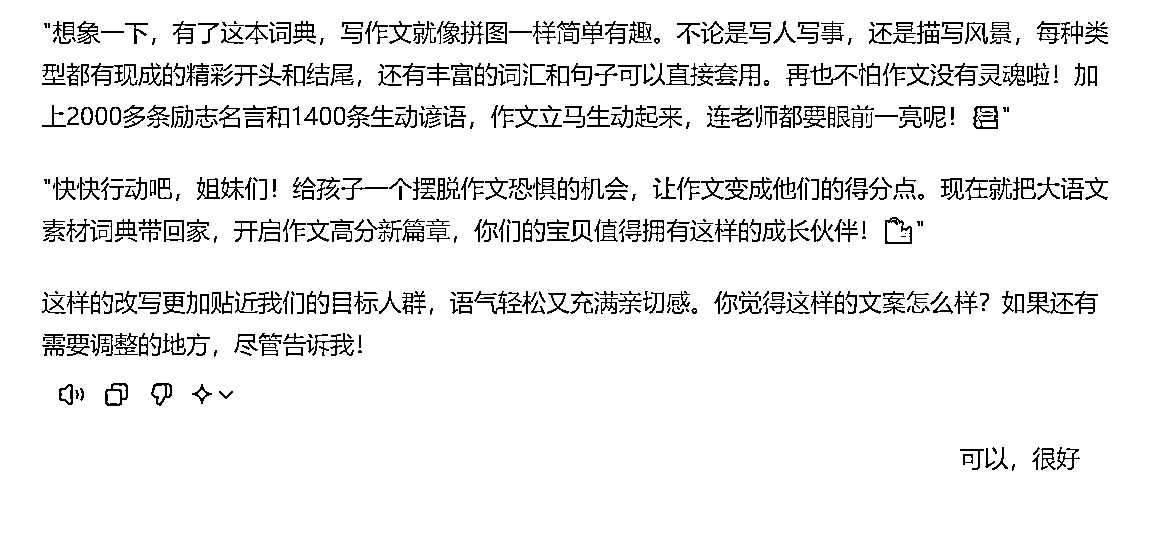 "想象一下，有了这本词典，写作文就像拼图一样简单有趣。不论是写人写事，还是描写风景，每种类
型都有现成的精彩开头和结尾，还有丰富的词汇和句子可以直接套用。再也不怕作文没有灵魂啦！加
上2000多条励志名言和1400条生动谚语，作文立马生动起来，连老师都要眼前一亮呢！"
"快快行动吧，姐妹们！给孩子一个摆脱作文恐惧的机会，让作文变成他们的得分点。现在就把大语文
素材词典带回家，开启作文高分新篇章，你们的宝贝值得拥有这样的成长伙伴！"
这样的改写更加贴近我们的目标人群，语气轻松又充满亲切感。你觉得这样的文案怎么样？如果还有
需要调整的地方，尽管告诉我！
可以，很好